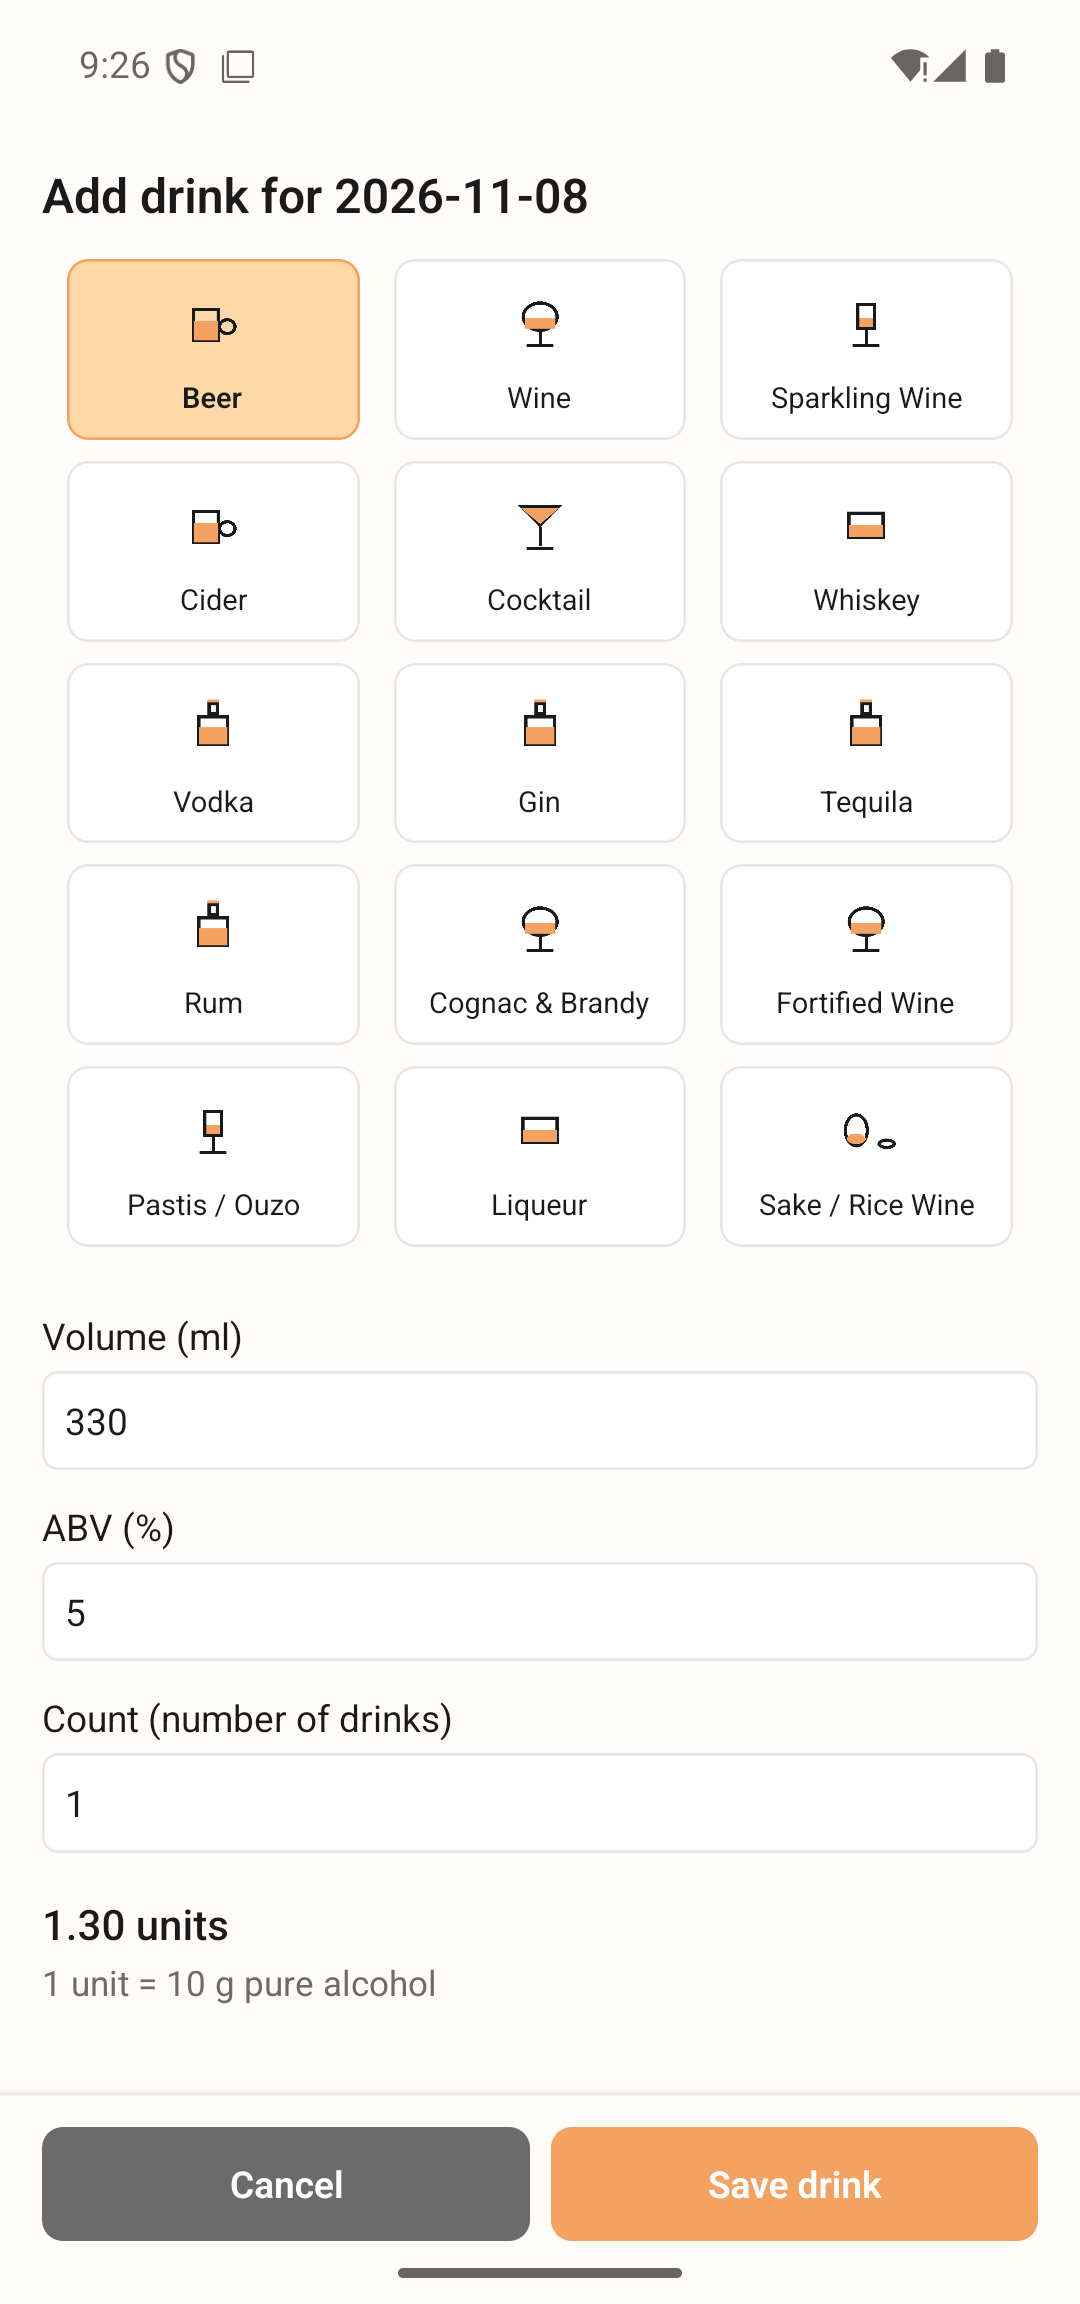 9:26
Add drink for 2026-11-08
Beer
Wine
Sparkling Wine
Cider
Cocktail
Whiskey
Vodka
Gin
Tequila
Rum
Cognac & Brandy
Fortified Wine
Pastis / Ouzo
Liqueur
Sake / Rice Wine
Volume (ml)
330
ABV (%)
5
Count (number of drinks)
1
1.30 units
1 unit = 10 g pure alcohol
Cancel
Save drink